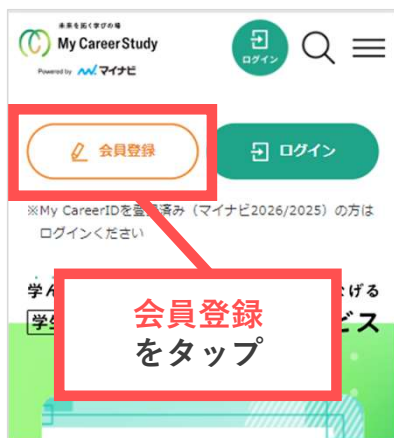 未来を拓く学びの場
My CareerStudy
Powered by マイナビ
ログイン
会員登録
ログイン
※My CareerIDを登録済み（マイナビ2026/2025）の方は
ログインください
学
げる
学
ビス
会員登録
をタップ